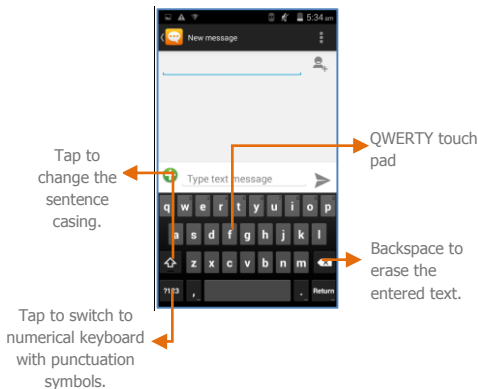 5:34 am
New message
Type text message
q w e r t y u i o p
a s d f g h j k l
z x c v b n m
?123 , . Return
Tap to
change the
sentence
casing.
Tap to switch to
numerical keyboard
with punctuation
symbols.
QWERTY touch
pad
Backspace to
erase the
entered text.